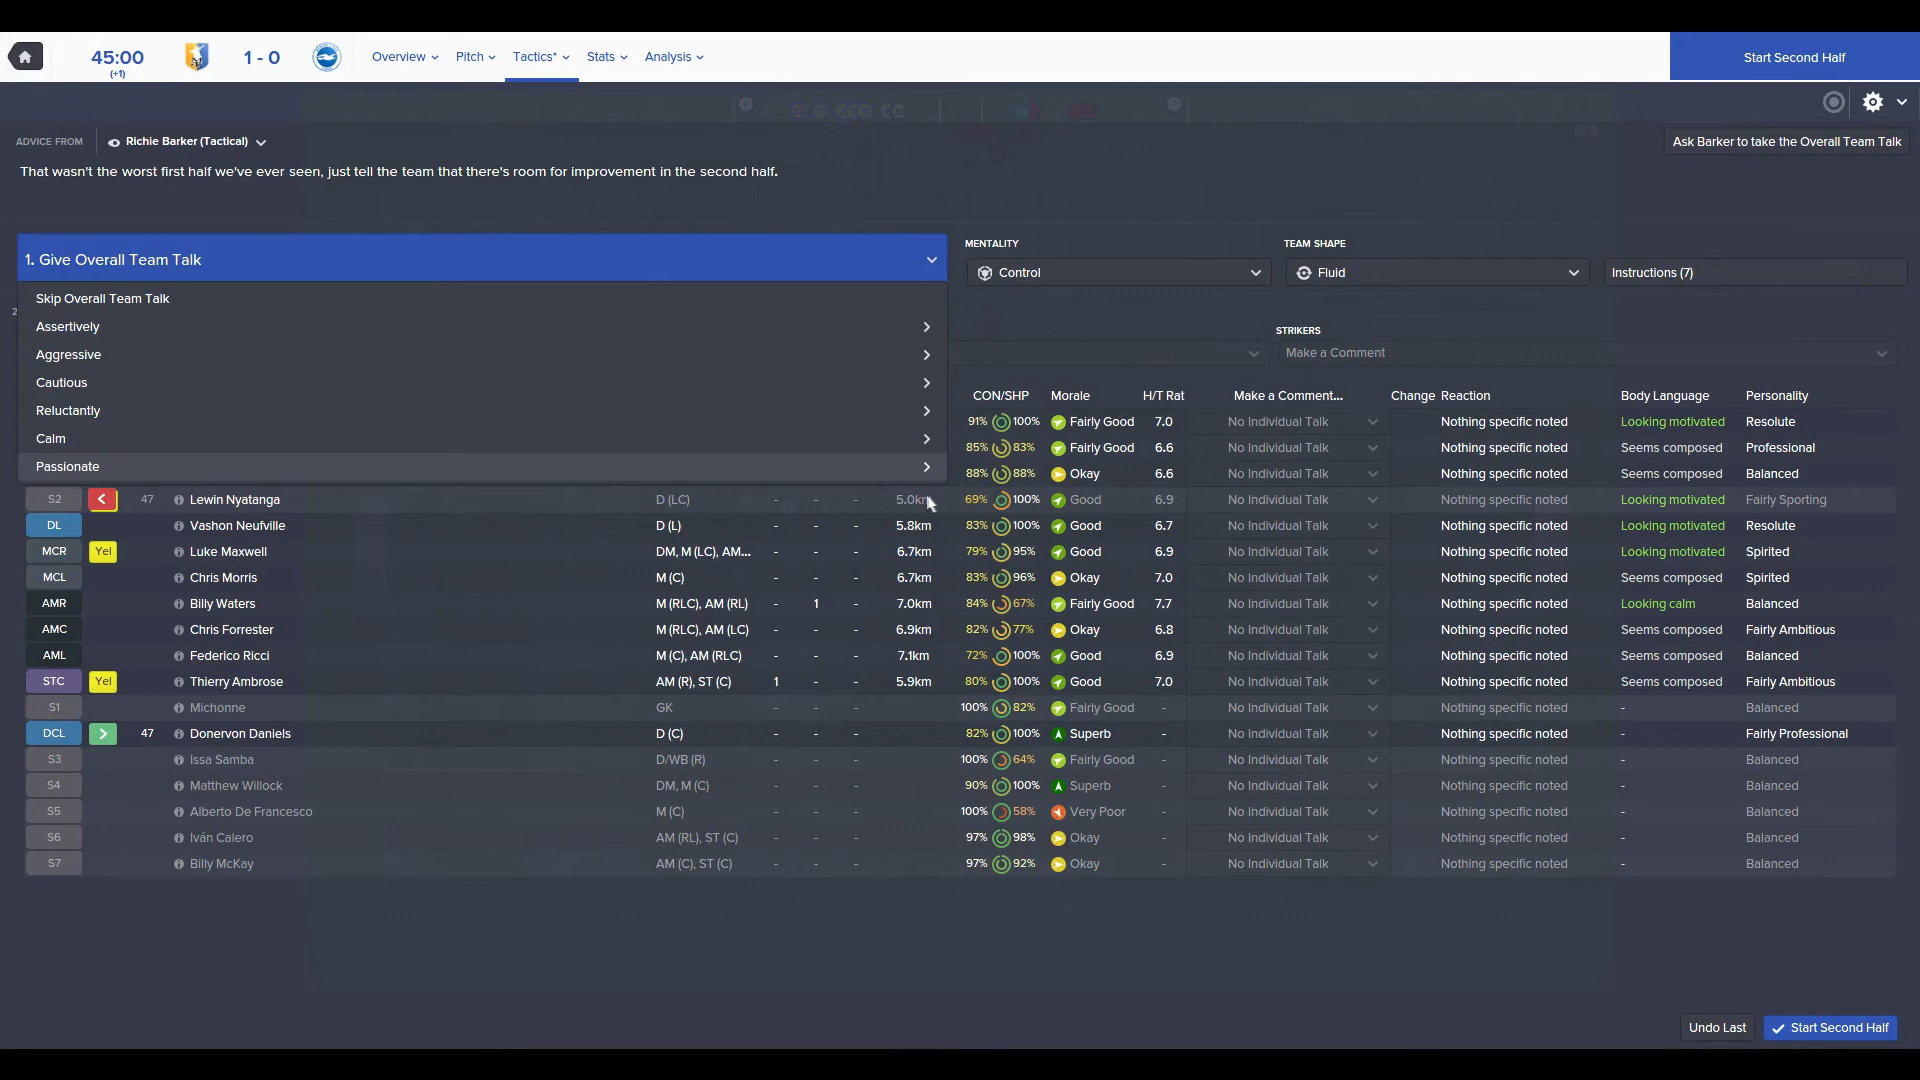 45:00
(+1)
1 - 0
Overview
Pitch
Tactics*
Stats
Analysis
Start Second Half
ADVICE FROM
Richie Barker (Tactical)
Ask Barker to take the Overall Team Talk
That wasn't the worst first half we've ever seen, just tell the team that there's room for improvement in the second half.
1. Give Overall Team Talk
MENTALITY
TEAM SHAPE
Control
Fluid
Instructions (7)
Skip Overall Team Talk
Assertively
Aggressive
Cautious
Reluctantly
Calm
Passionate
2
STRIKERS
Make a Comment
CON/SHP Morale H/T Rat Make a Comment... Change Reaction Body Language Personality
91% 100% Fairly Good 7.0 No Individual Talk Nothing specific noted Looking motivated Resolute
85% 83% Fairly Good 6.6 No Individual Talk Nothing specific noted Seems composed Professional
88% 88% Okay 6.6 No Individual Talk Nothing specific noted Seems composed Balanced
S2 47 Lewin Nyatanga D (LC) - - - 5.0km 69% 100% Good 6.9 No Individual Talk Nothing specific noted Looking motivated Fairly Sporting
DL Vashon Neufville D (L) - - - 5.8km 83% 100% Good 6.7 No Individual Talk Nothing specific noted Looking motivated Resolute
MCR Yel Luke Maxwell DM, M (LC), AM... - - - 6.7km 79% 95% Good 6.9 No Individual Talk Nothing specific noted Looking motivated Spirited
MCL Chris Morris M (C) - - - 6.7km 83% 96% Okay 7.0 No Individual Talk Nothing specific noted Seems composed Spirited
AMR Billy Waters M (RLC), AM (RL) - 1 - 7.0km 84% 67% Fairly Good 7.7 No Individual Talk Nothing specific noted Looking calm Balanced
AMC Chris Forrester M (RLC), AM (LC) - - - 6.9km 82% 77% Okay 6.8 No Individual Talk Nothing specific noted Seems composed Fairly Ambitious
AML Federico Ricci M (C), AM (RLC) - - - 7.1km 72% 100% Good 6.9 No Individual Talk Nothing specific noted Seems composed Balanced
STC Yel Thierry Ambrose AM (R), ST (C) 1 - - 5.9km 80% 100% Good 7.0 No Individual Talk Nothing specific noted Seems composed Fairly Ambitious
S1 Michonne GK - - - 100% 82% Fairly Good - No Individual Talk Nothing specific noted - Balanced
DCL 47 Donervon Daniels D (C) - - - 82% 100% Superb - No Individual Talk Nothing specific noted - Fairly Professional
S3 Issa Samba D/WB (R) - - - 100% 64% Fairly Good - No Individual Talk Nothing specific noted - Balanced
S4 Matthew Willock DM, M (C) - - - 90% 100% Superb - No Individual Talk Nothing specific noted - Balanced
S5 Alberto De Francesco M (C) - - - 100% 58% Very Poor - No Individual Talk Nothing specific noted - Balanced
S6 Iván Calero AM (RL), ST (C) - - - 97% 98% Okay - No Individual Talk Nothing specific noted - Balanced
S7 Billy McKay AM (C), ST (C) - - - 97% 92% Okay - No Individual Talk Nothing specific noted - Balanced
Undo Last
Start Second Half